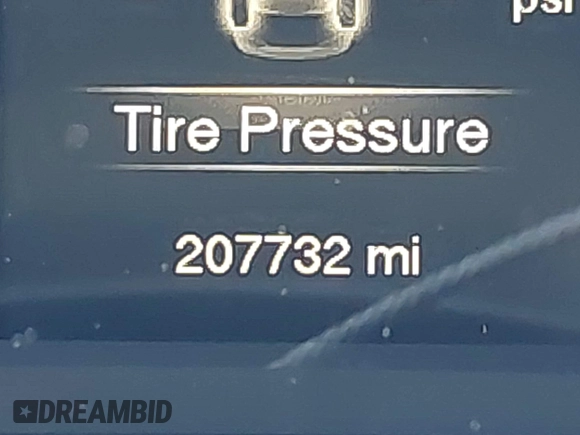 psi
Tire Pressure
207732 mi
DREAMBID